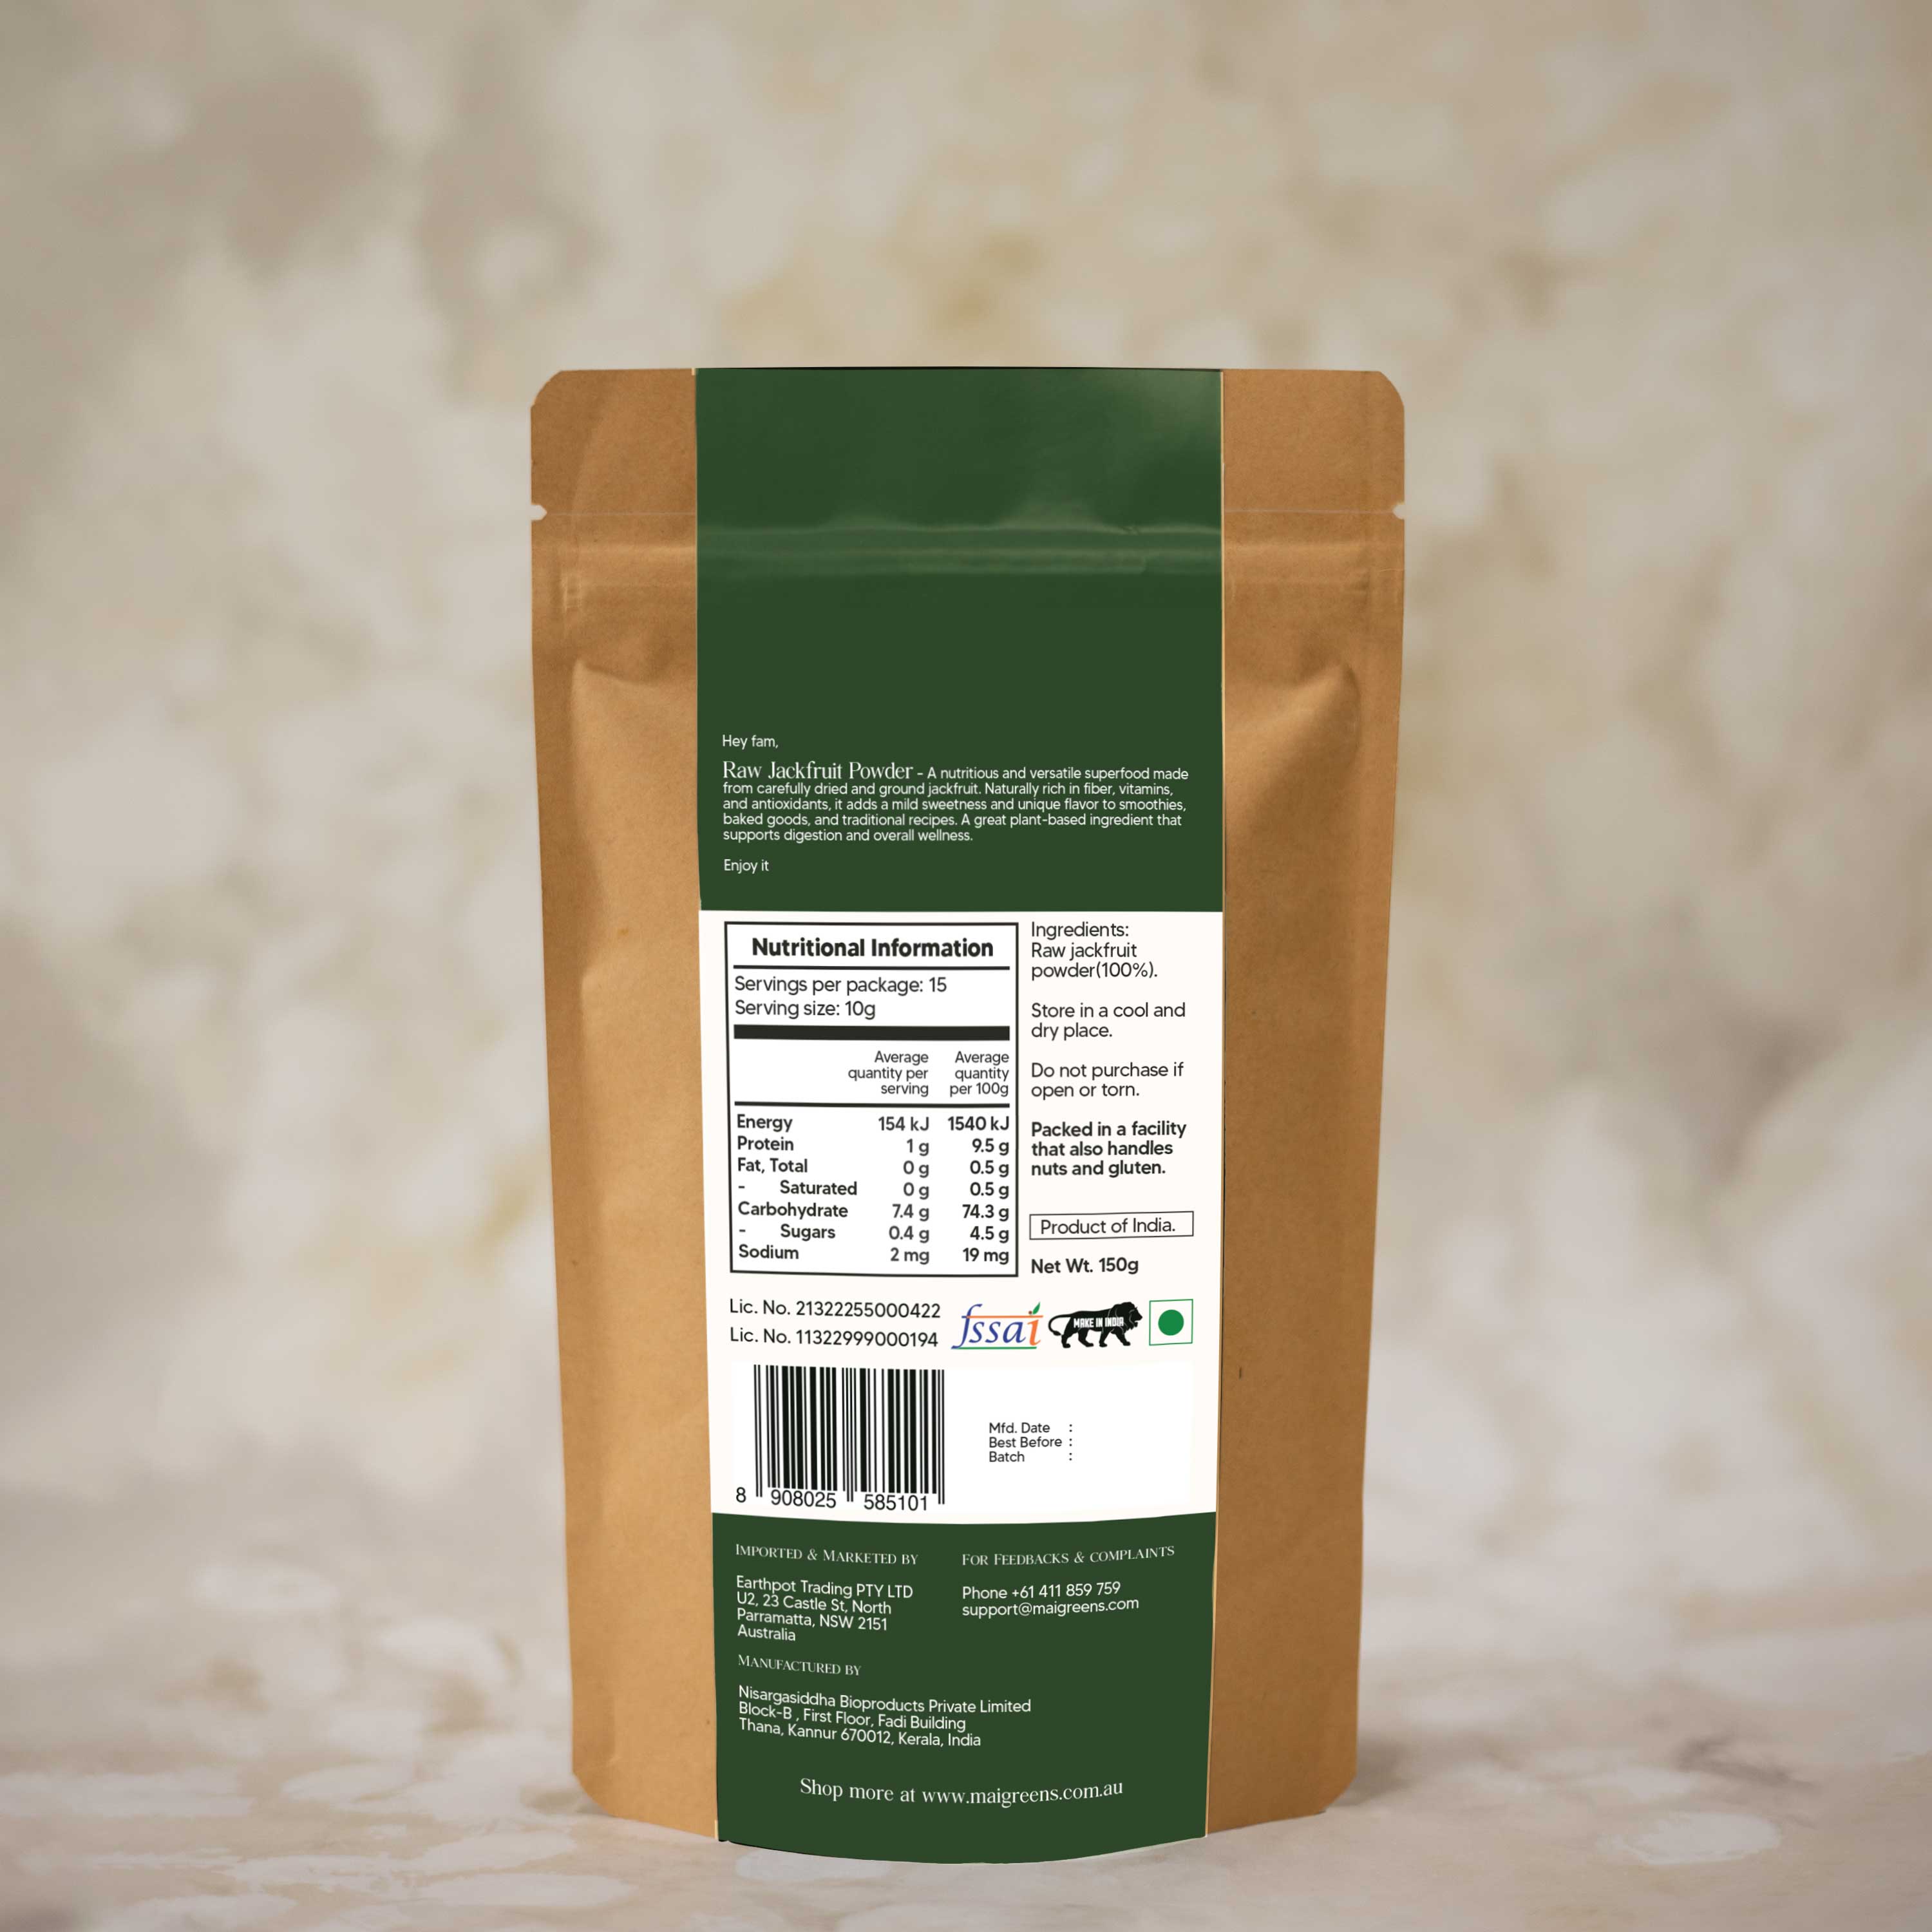 Hey fam,
Raw Jackfruit Powder - A nutritious and versatile superfood made
from carefully dried and ground jackfruit. Naturally rich in fiber, vitamins,
and antioxidants, it adds a mild sweetness and unique flavor to smoothies,
baked goods, and traditional recipes. A great plant-based ingredient that
supports digestion and overall wellness.
Enjoy it
Nutritional Information
Servings per package: 15
Serving size: 10g
Average quantity per serving
Average quantity per 100g
Energy 154 kJ 1540 kJ
Protein 1 g 9.5 g
Fat, Total 0 g 0.5 g
- Saturated 0 g 0.5 g
Carbohydrate 7.4 g 74.3 g
- Sugars 0.4 g 4.5 g
Sodium 2 mg 19 mg
Ingredients:
Raw jackfruit
powder(100%).
Store in a cool and
dry place.
Do not purchase if
open or torn.
Packed in a facility
that also handles
nuts and gluten.
Product of India.
Net Wt. 150g
Lic. No. 21322255000422
Lic. No. 11322999000194
fssai
MAKE IN INDIA
8 908025 585101
Mfd. Date :
Best Before :
Batch :
IMPORTED & MARKETED BY
Earthpot Trading PTY LTD
U2, 23 Castle St, North
Parramatta, NSW 2151
Australia
FOR FEEDBACKS & COMPLAINTS
Phone +61 411 859 759
support@maigreens.com
MANUFACTURED BY
Nisargasiddha Bioproducts Private Limited
Block-B , First Floor, Fadi Building
Thana, Kannur 670012, Kerala, India
Shop more at www.maigreens.com.au